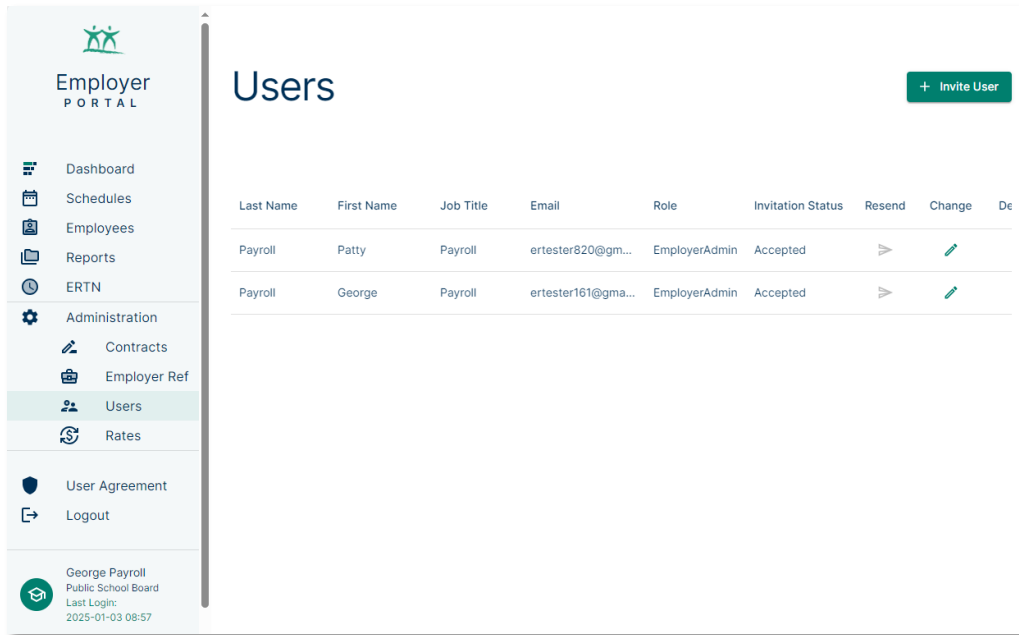 Employer
PORTAL
Dashboard
Schedules
Employees
Reports
ERTN
Administration
Contracts
Employer Ref
Users
Rates
User Agreement
Logout
George Payroll
Public School Board
Last Login:
2025-01-03 08:57
Users
+ Invite User
Last Name First Name Job Title Email Role Invitation Status Resend Change De
Payroll Patty Payroll ertester820@gm... EmployerAdmin Accepted
Payroll George Payroll ertester161@gma... EmployerAdmin Accepted